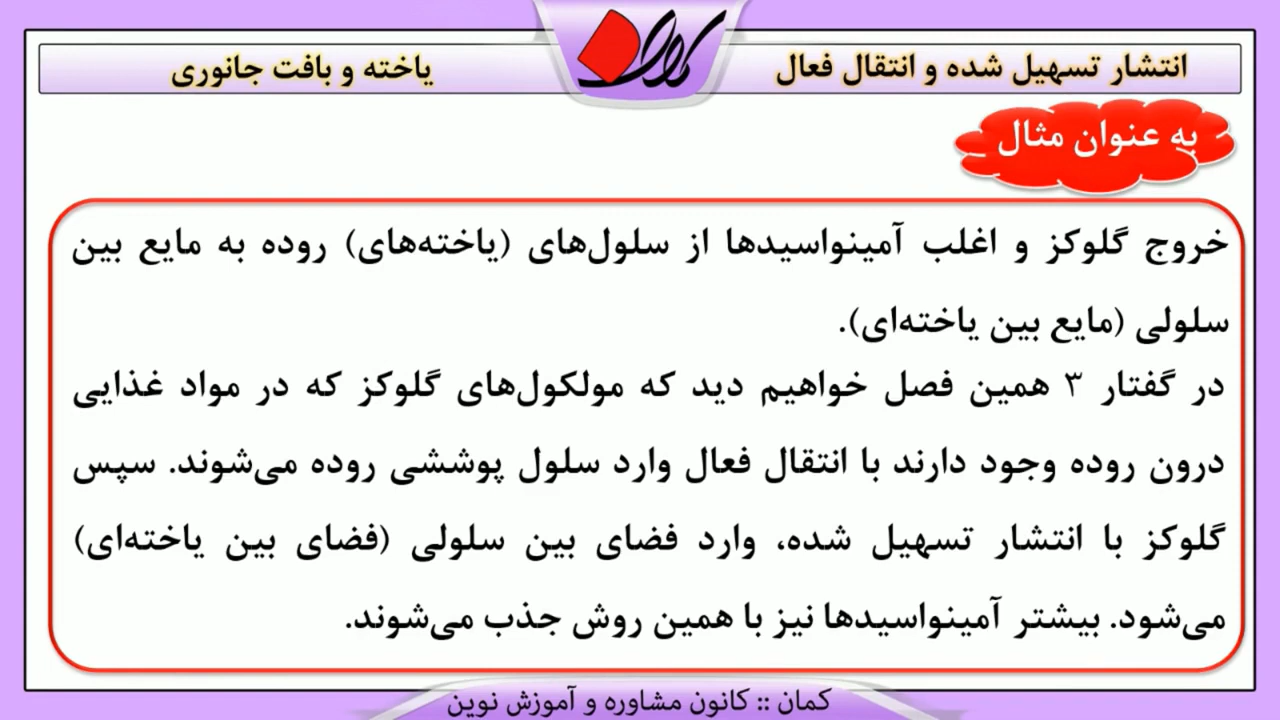 انتشار تسهیل شده و انتقال فعال
یاخته و بافت جانوری
کمان
به عنوان مثال
خروج گلوکز و اغلب آمینواسیدها از سلول‌های (یاخته‌های) روده به مایع بین
سلولی (مایع بین یاخته‌ای).
در گفتار ۳ همین فصل خواهیم دید که مولکول‌های گلوکز که در مواد غذایی
درون روده وجود دارند با انتقال فعال وارد سلول پوششی روده می‌شوند. سپس
گلوکز با انتشار تسهیل شده، وارد فضای بین سلولی (فضای بین یاخته‌ای)
می‌شود. بیشتر آمینواسیدها نیز با همین روش جذب می‌شوند.
کمان :: کانون مشاوره و آموزش نوین